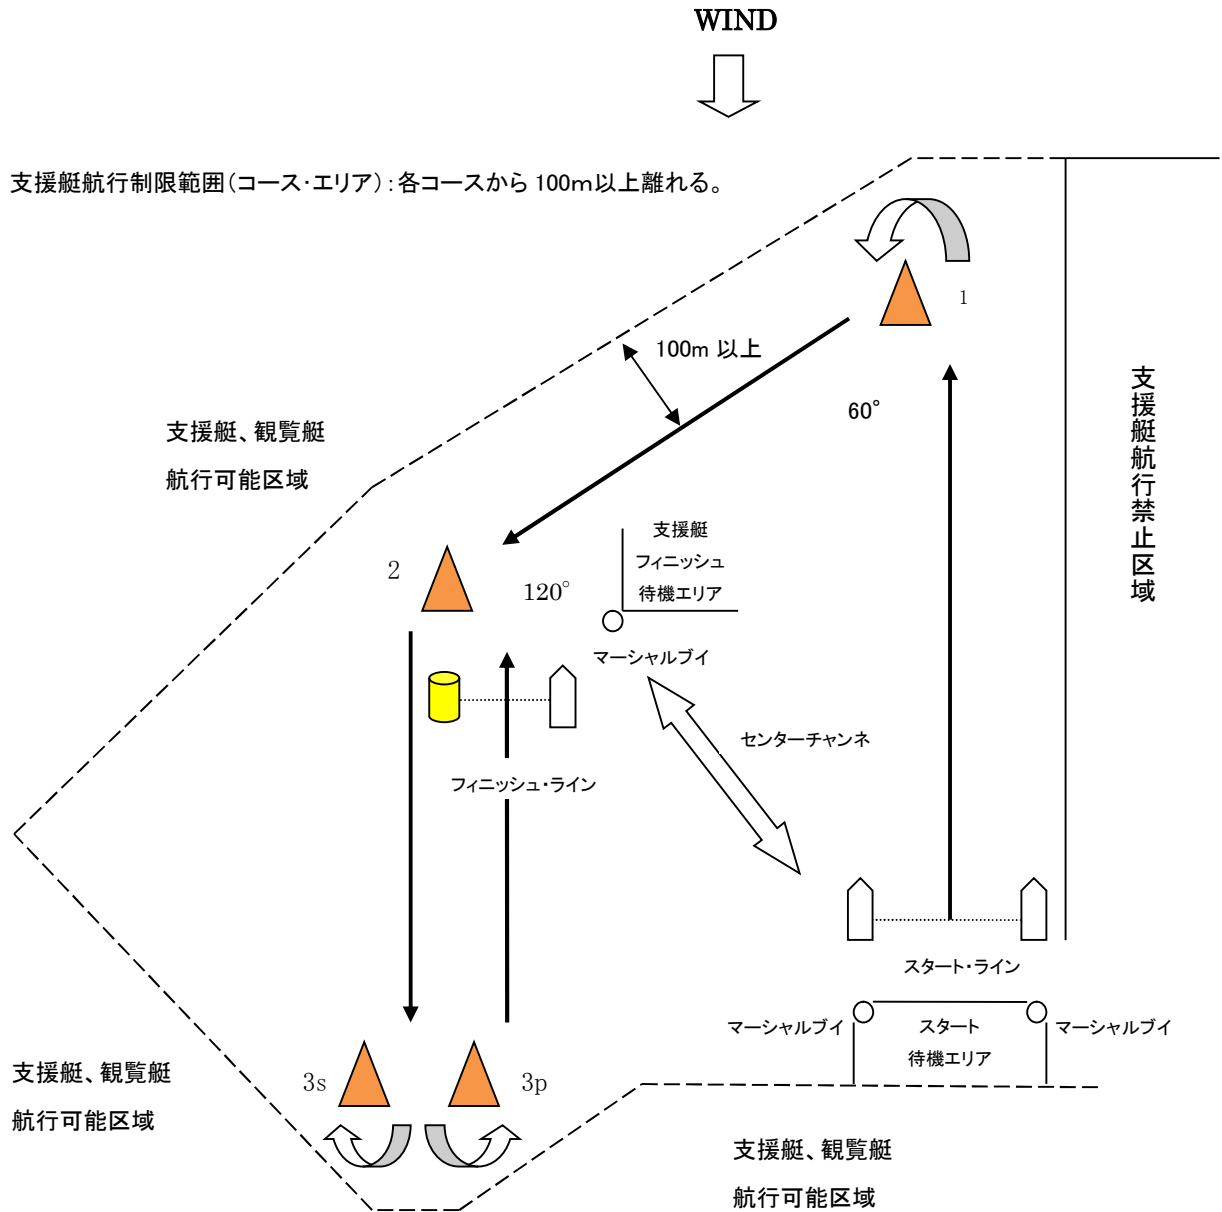 WIND
支援艇航行制限範囲(コース・エリア):各コースから 100m以上離れる。
1
100m 以上
60°
支援艇航行禁止区域
支援艇、観覧艇
航行可能区域
支援艇
フィニッシュ
待機エリア
2
120°
マーシャルブイ
センターチャンネ
フィニッシュ・ライン
スタート・ライン
マーシャルブイ
スタート
待機エリア
マーシャルブイ
支援艇、観覧艇
航行可能区域
3s
3p
支援艇、観覧艇
航行可能区域